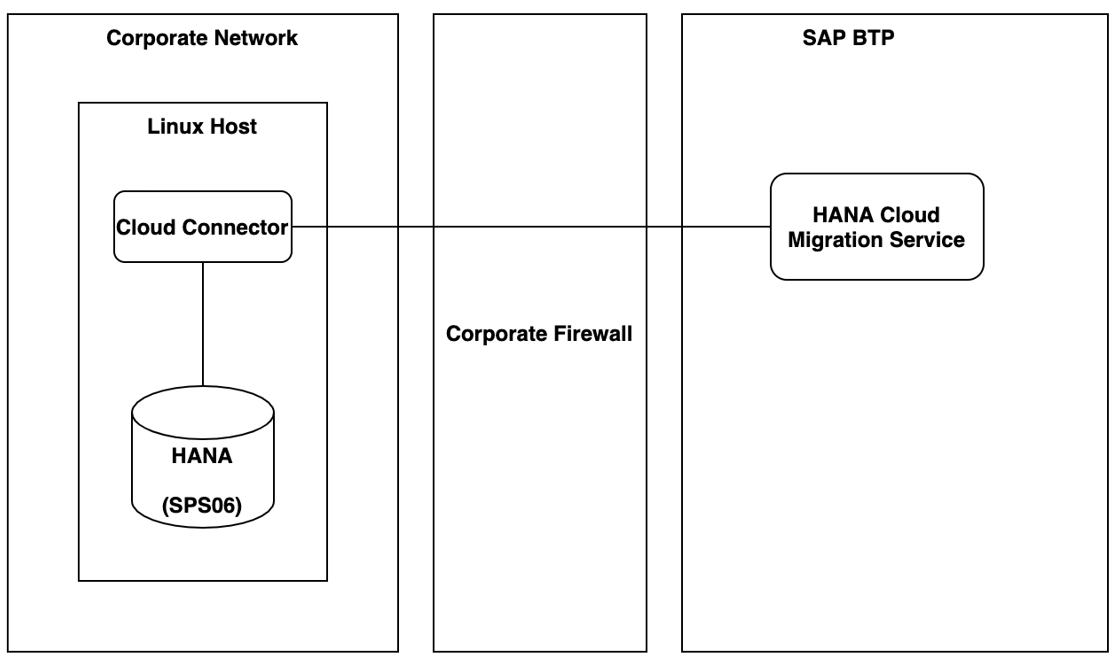 Corporate Network
Linux Host
Cloud Connector
HANA
(SPS06)
Corporate Firewall
SAP BTP
HANA Cloud
Migration Service